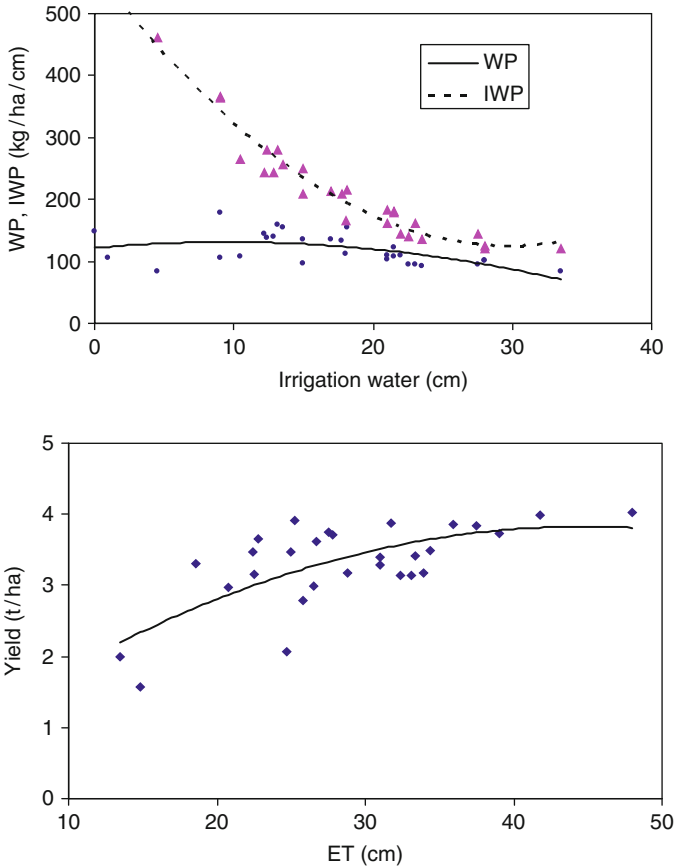 500
400
300
200
100
0
WP, IWP (kg/ha/cm)
WP
IWP
0 10 20 30 40
Irrigation water (cm)
5
4
3
2
1
0
Yield (t/ha)
10 20 30 40 50
ET (cm)